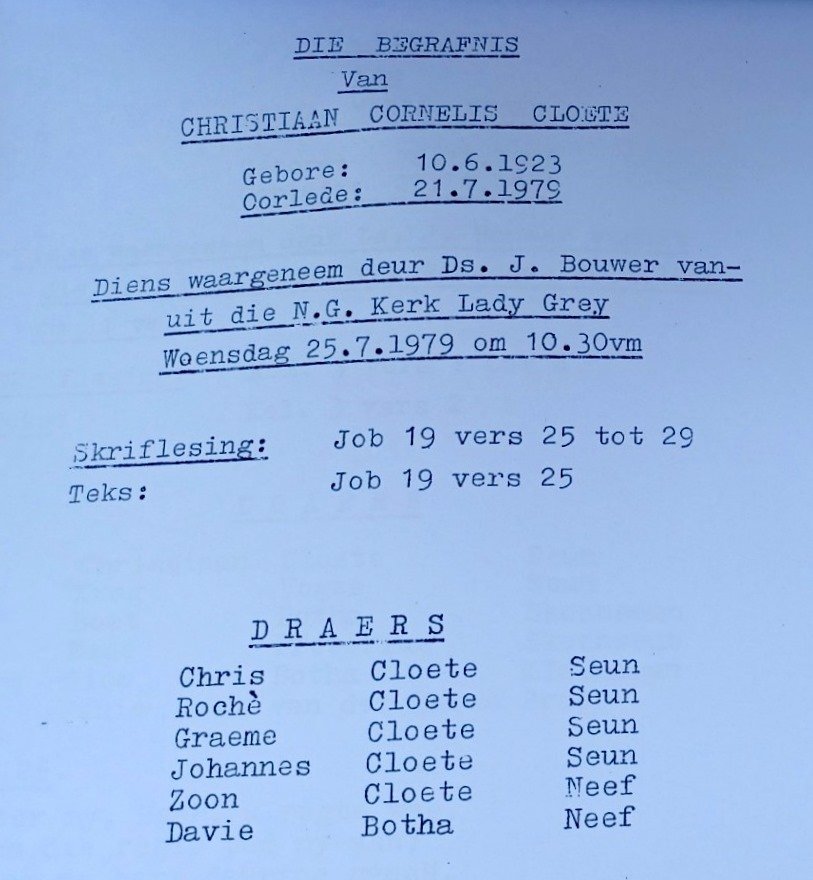 DIE BEGRAFNIS
Van
CHRISTIAAN CORNELIS CLOETE
Gebore: 10.6.1923
Oorlede: 21.7.1979
Diens waargeneem deur Ds. J. Bouwer van-
uit die N.G. Kerk Lady Grey
Woensdag 25.7.1979 om 10.30vm
Skriflesing: Job 19 vers 25 tot 29
Teks: Job 19 vers 25
D R A E R S
Chris Cloete Seun
Rochè Cloete Seun
Graeme Cloete Seun
Johannes Cloete Seun
Zoon Cloete Neef
Davie Botha Neef